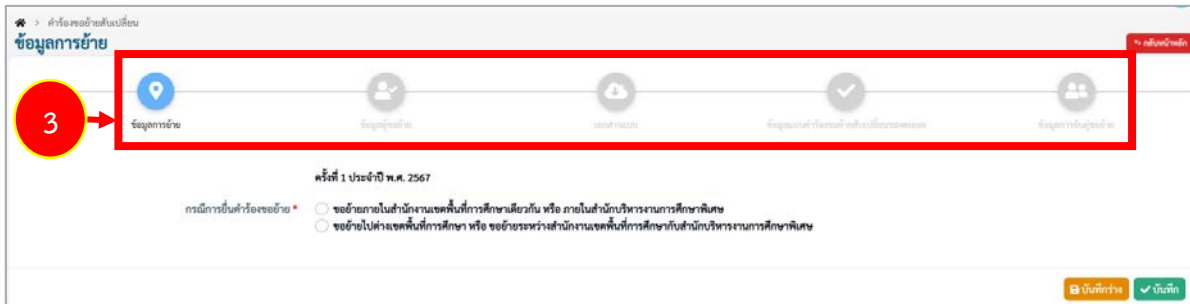 > คำร้องขอย้ายสับเปลี่ยน
ข้อมูลการย้าย
กลับหน้าหลัก
3
ข้อมูลการย้าย
ข้อมูลผู้ขอย้าย
เอกสารแนบ
ข้อมูลแบบคำร้องขอย้ายสับเปลี่ยนของตนเอง
ข้อมูลการจับคู่ขอย้าย
ครั้งที่ 1 ประจำปี พ.ศ. 2567
กรณีการยื่นคำร้องขอย้าย *
ขอย้ายภายในสำนักงานเขตพื้นที่การศึกษาเดียวกัน หรือ ภายในสำนักบริหารงานการศึกษาพิเศษ
ขอย้ายไปต่างเขตพื้นที่การศึกษา หรือ ขอย้ายระหว่างสำนักงานเขตพื้นที่การศึกษากับสำนักบริหารงานการศึกษาพิเศษ
บันทึกร่าง
บันทึก